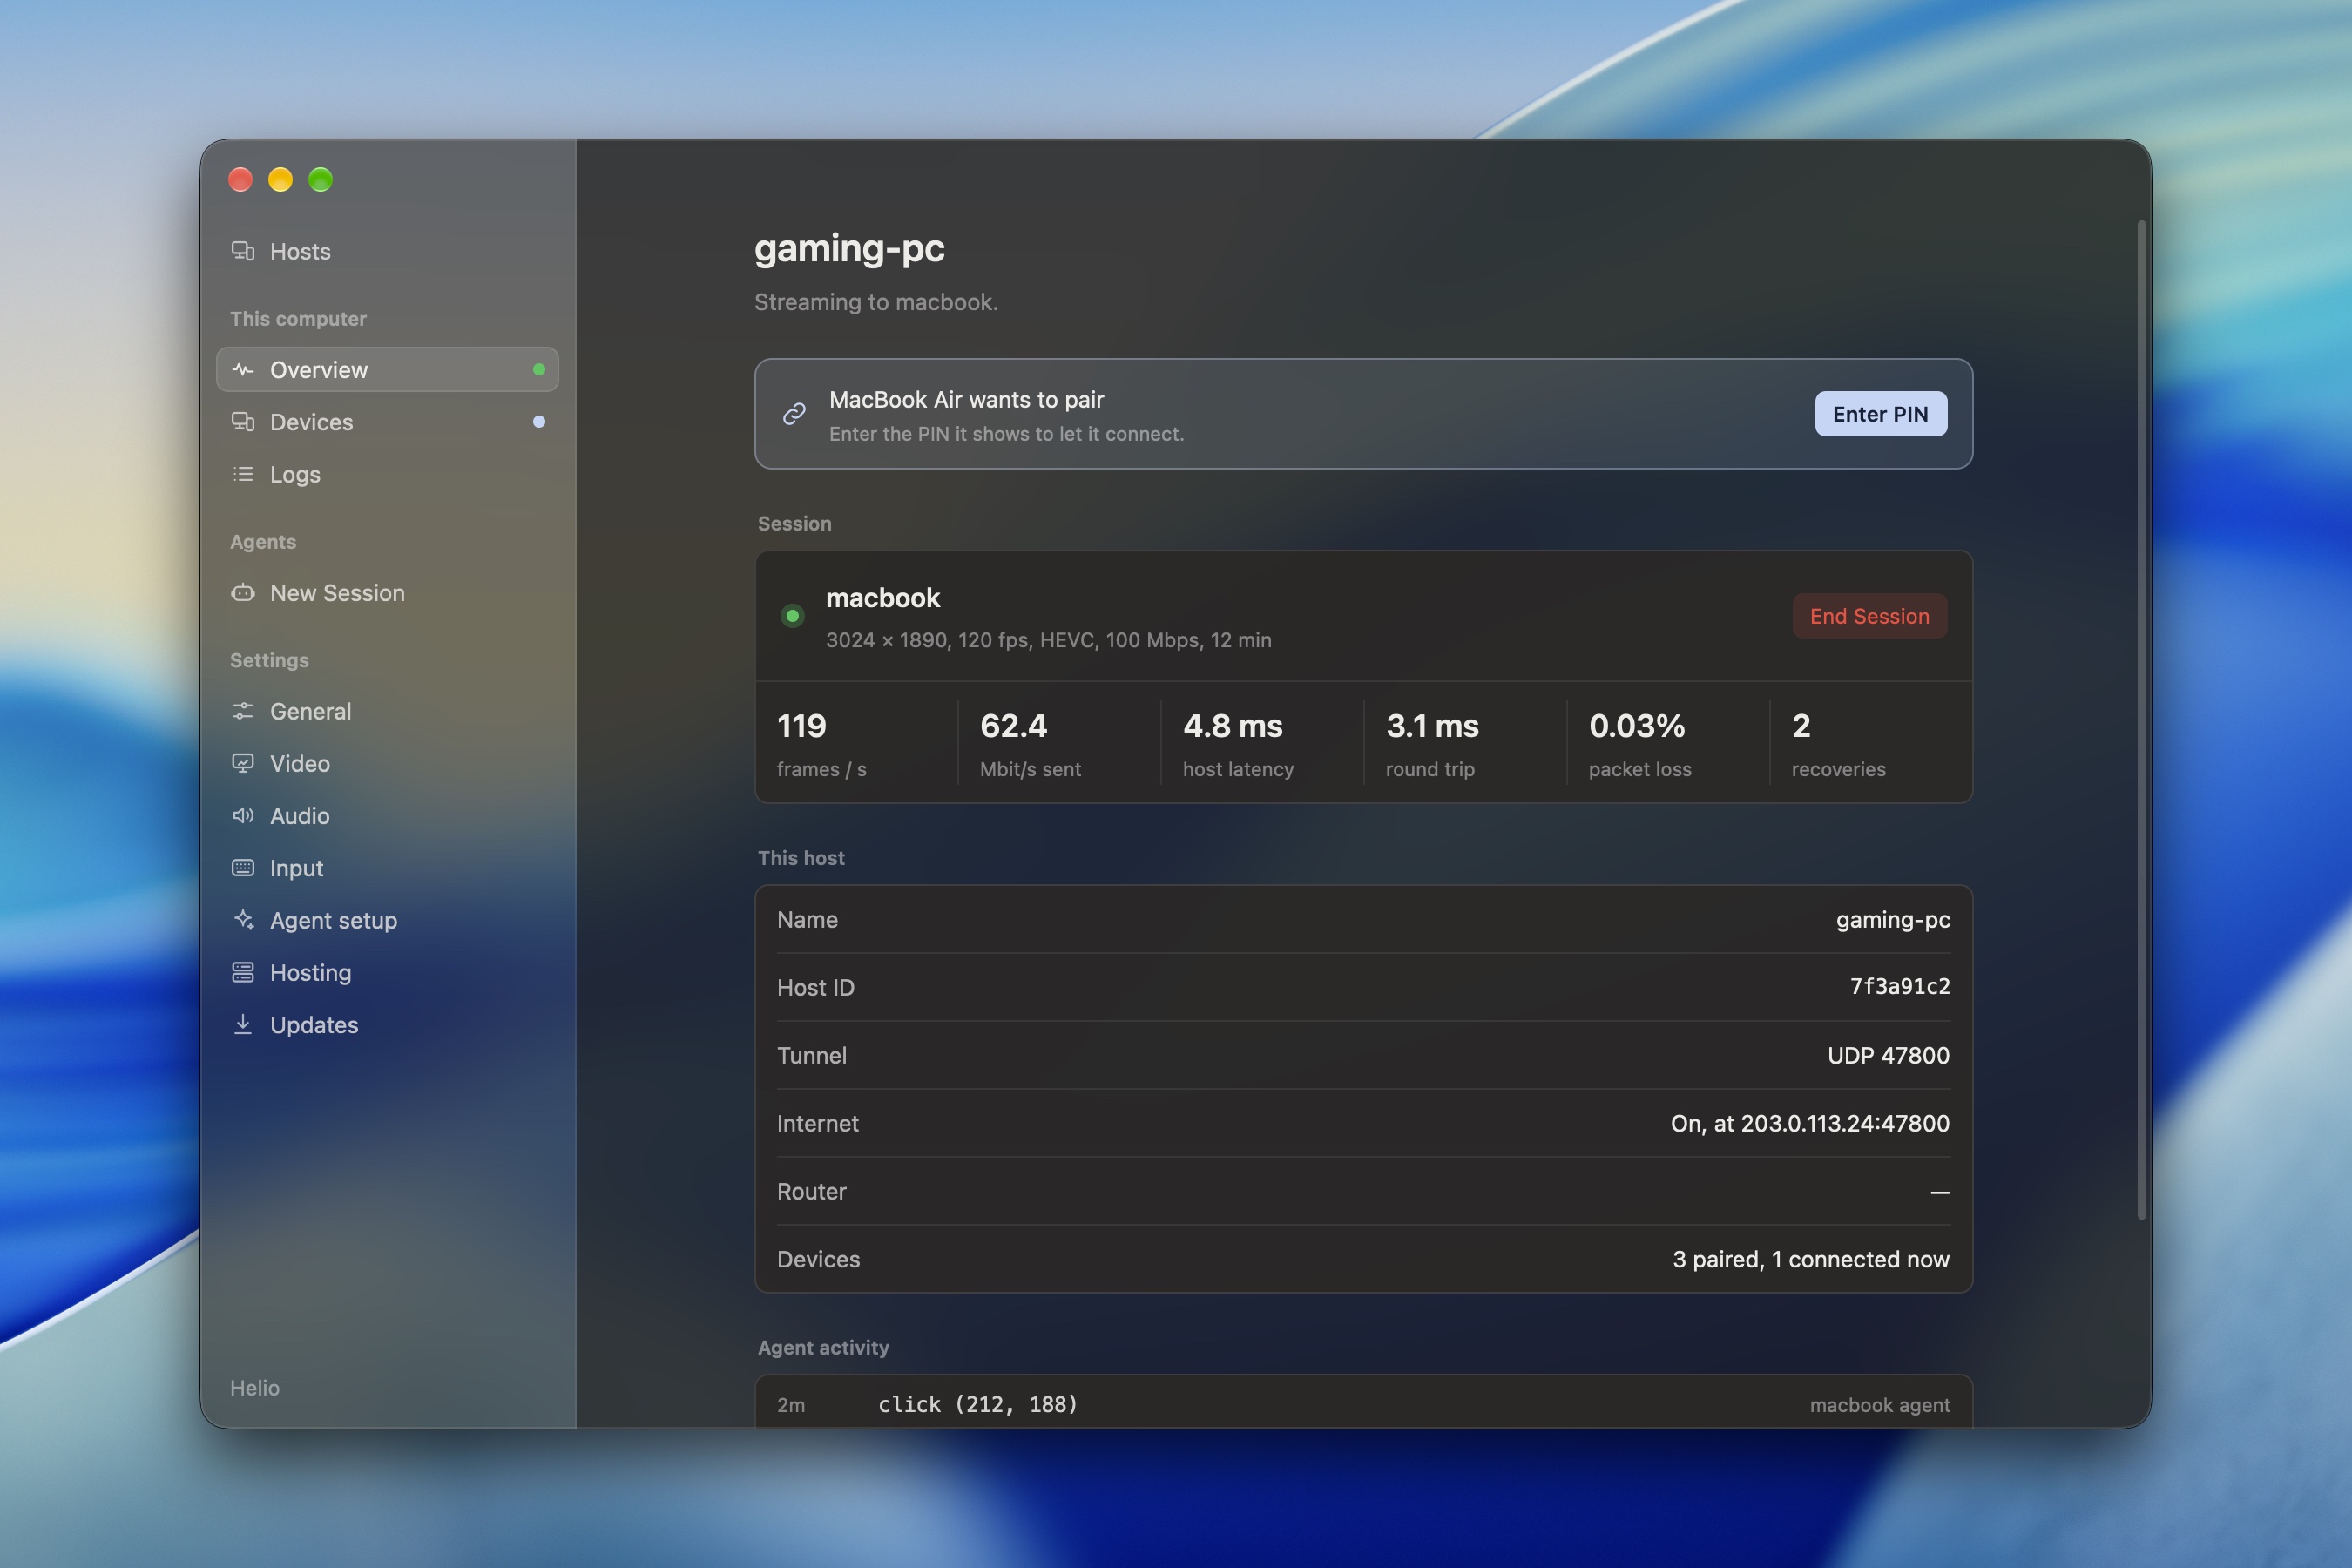 Hosts
This computer
Overview
Devices
Logs
Agents
New Session
Settings
General
Video
Audio
Input
Agent setup
Hosting
Updates
Helio
gaming-pc
Streaming to macbook.
MacBook Air wants to pair
Enter the PIN it shows to let it connect.
Enter PIN
Session
macbook
3024 × 1890, 120 fps, HEVC, 100 Mbps, 12 min
End Session
119 62.4 4.8 ms 3.1 ms 0.03% 2
frames / s Mbit/s sent host latency round trip packet loss recoveries
This host
Name gaming-pc
Host ID 7f3a91c2
Tunnel UDP 47800
Internet On, at 203.0.113.24:47800
Router —
Devices 3 paired, 1 connected now
Agent activity
2m click (212, 188) macbook agent